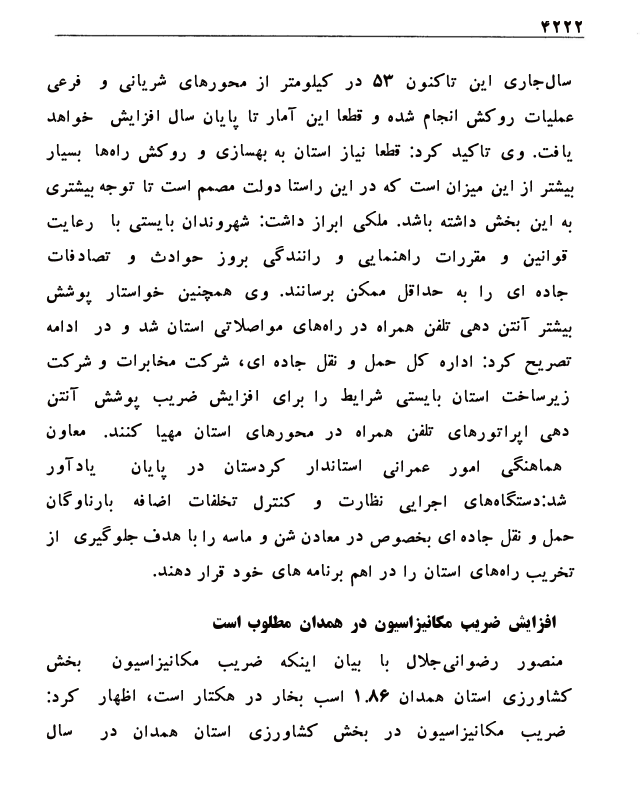 ۴۲۲۲
سال‌جاری این تاکنون ۵۳ در کیلومتر از محورهای شریانی و فرعی
عملیات روکش انجام شده و قطعا این آمار تا پایان سال افزایش خواهد
یافت. وی تاکید کرد: قطعا نیاز استان به بهسازی و روکش راه‌ها بسیار
بیشتر از این میزان است که در این راستا دولت مصمم است تا توجه بیشتری
به این بخش داشته باشد. ملکی ابراز داشت: شهروندان بایستی با رعایت
قوانین و مقررات راهنمایی و رانندگی بروز حوادث و تصادفات
جاده ای را به حداقل ممکن برسانند. وی همچنین خواستار پوشش
بیشتر آنتن دهی تلفن همراه در راه‌های مواصلاتی استان شد و در ادامه
تصریح کرد: اداره کل حمل و نقل جاده ای، شرکت مخابرات و شرکت
زیرساخت استان بایستی شرایط را برای افزایش ضریب پوشش آنتن
دهی اپراتورهای تلفن همراه در محورهای استان مهیا کنند. معاون
هماهنگی امور عمرانی استاندار کردستان در پایان یادآور
شد:دستگاه‌های اجرایی نظارت و کنترل تخلفات اضافه بارناوگان
حمل و نقل جاده ای بخصوص در معادن شن و ماسه را با هدف جلوگیری از
تخریب راه‌های استان را در اهم برنامه های خود قرار دهند.
افزایش ضریب مکانیزاسیون در همدان مطلوب است
منصور رضوانی‌جلال با بیان اینکه ضریب مکانیزاسیون بخش
کشاورزی استان همدان ۱.۸۶ اسب بخار در هکتار است، اظهار کرد:
ضریب مکانیزاسیون در بخش کشاورزی استان همدان در سال